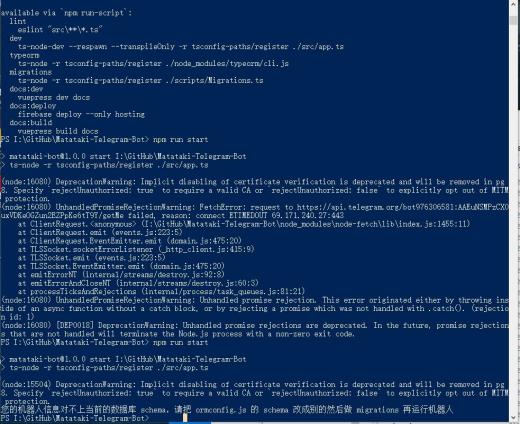 available via `npm run-script`:
lint
eslint "src\**\*.ts"
dev
ts-node-dev --respawn --transpileOnly -r tsconfig-paths/register ./src/app.ts
typeorm
ts-node -r tsconfig-paths/register ./node_modules/typeorm/cli.js
migrations
ts-node -r tsconfig-paths/register ./scripts/Migrations.ts
docs:dev
vuepress dev docs
docs:deploy
firebase deploy --only hosting
docs:build
vuepress build docs
PS I:\GitHub\Matataki-Telegram-Bot> npm run start
> matataki-bot@1.0.0 start I:\GitHub\Matataki-Telegram-Bot
> ts-node -r tsconfig-paths/register ./src/app.ts
(node:16080) DeprecationWarning: Implicit disabling of certificate verification is deprecated and will be removed in pg
8. Specify `rejectUnauthorized: true` to require a valid CA or `rejectUnauthorized: false` to explicitly opt out of MITM
protection.
(node:16080) UnhandledPromiseRejectionWarning: FetchError: request to https://api.telegram.org/
failed, reason: connect ETIMEDOUT 69.171.240.27:443
at ClientRequest.<anonymous> (I:\GitHub\Matataki-Telegram-Bot\node_modules\node-fetch\lib\index.js:1455:11)
at ClientRequest.emit (events.js:223:5)
at ClientRequest.EventEmitter.emit (domain.js:475:20)
at TLSSocket.socketErrorListener (_http_client.js:415:9)
at TLSSocket.emit (events.js:223:5)
at TLSSocket.EventEmitter.emit (domain.js:475:20)
at emitErrorNT (internal/streams/destroy.js:92:8)
at emitErrorAndCloseNT (internal/streams/destroy.js:60:3)
at processTicksAndRejections (internal/process/task_queues.js:81:21)
(node:16080) UnhandledPromiseRejectionWarning: Unhandled promise rejection. This error originated either by throwing ins
ide of an async function without a catch block, or by rejecting a promise which was not handled with .catch(). (rejectio
n id: 1)
(node:16080) [DEP0018] DeprecationWarning: Unhandled promise rejections are deprecated. In the future, promise rejection
s that are not handled will terminate the Node.js process with a non-zero exit code.
PS I:\GitHub\Matataki-Telegram-Bot> npm run start
> matataki-bot@1.0.0 start I:\GitHub\Matataki-Telegram-Bot
> ts-node -r tsconfig-paths/register ./src/app.ts
(node:15504) DeprecationWarning: Implicit disabling of certificate verification is deprecated and will be removed in pg
8. Specify `rejectUnauthorized: true` to require a valid CA or `rejectUnauthorized: false` to explicitly opt out of MITM
protection.
您的机器人信息对不上当前的数据库 schema. 请把 ormconfig.js 的 schema 改成别的然后做 migrations 再运行机器人
PS I:\GitHub\Matataki-Telegram-Bot>